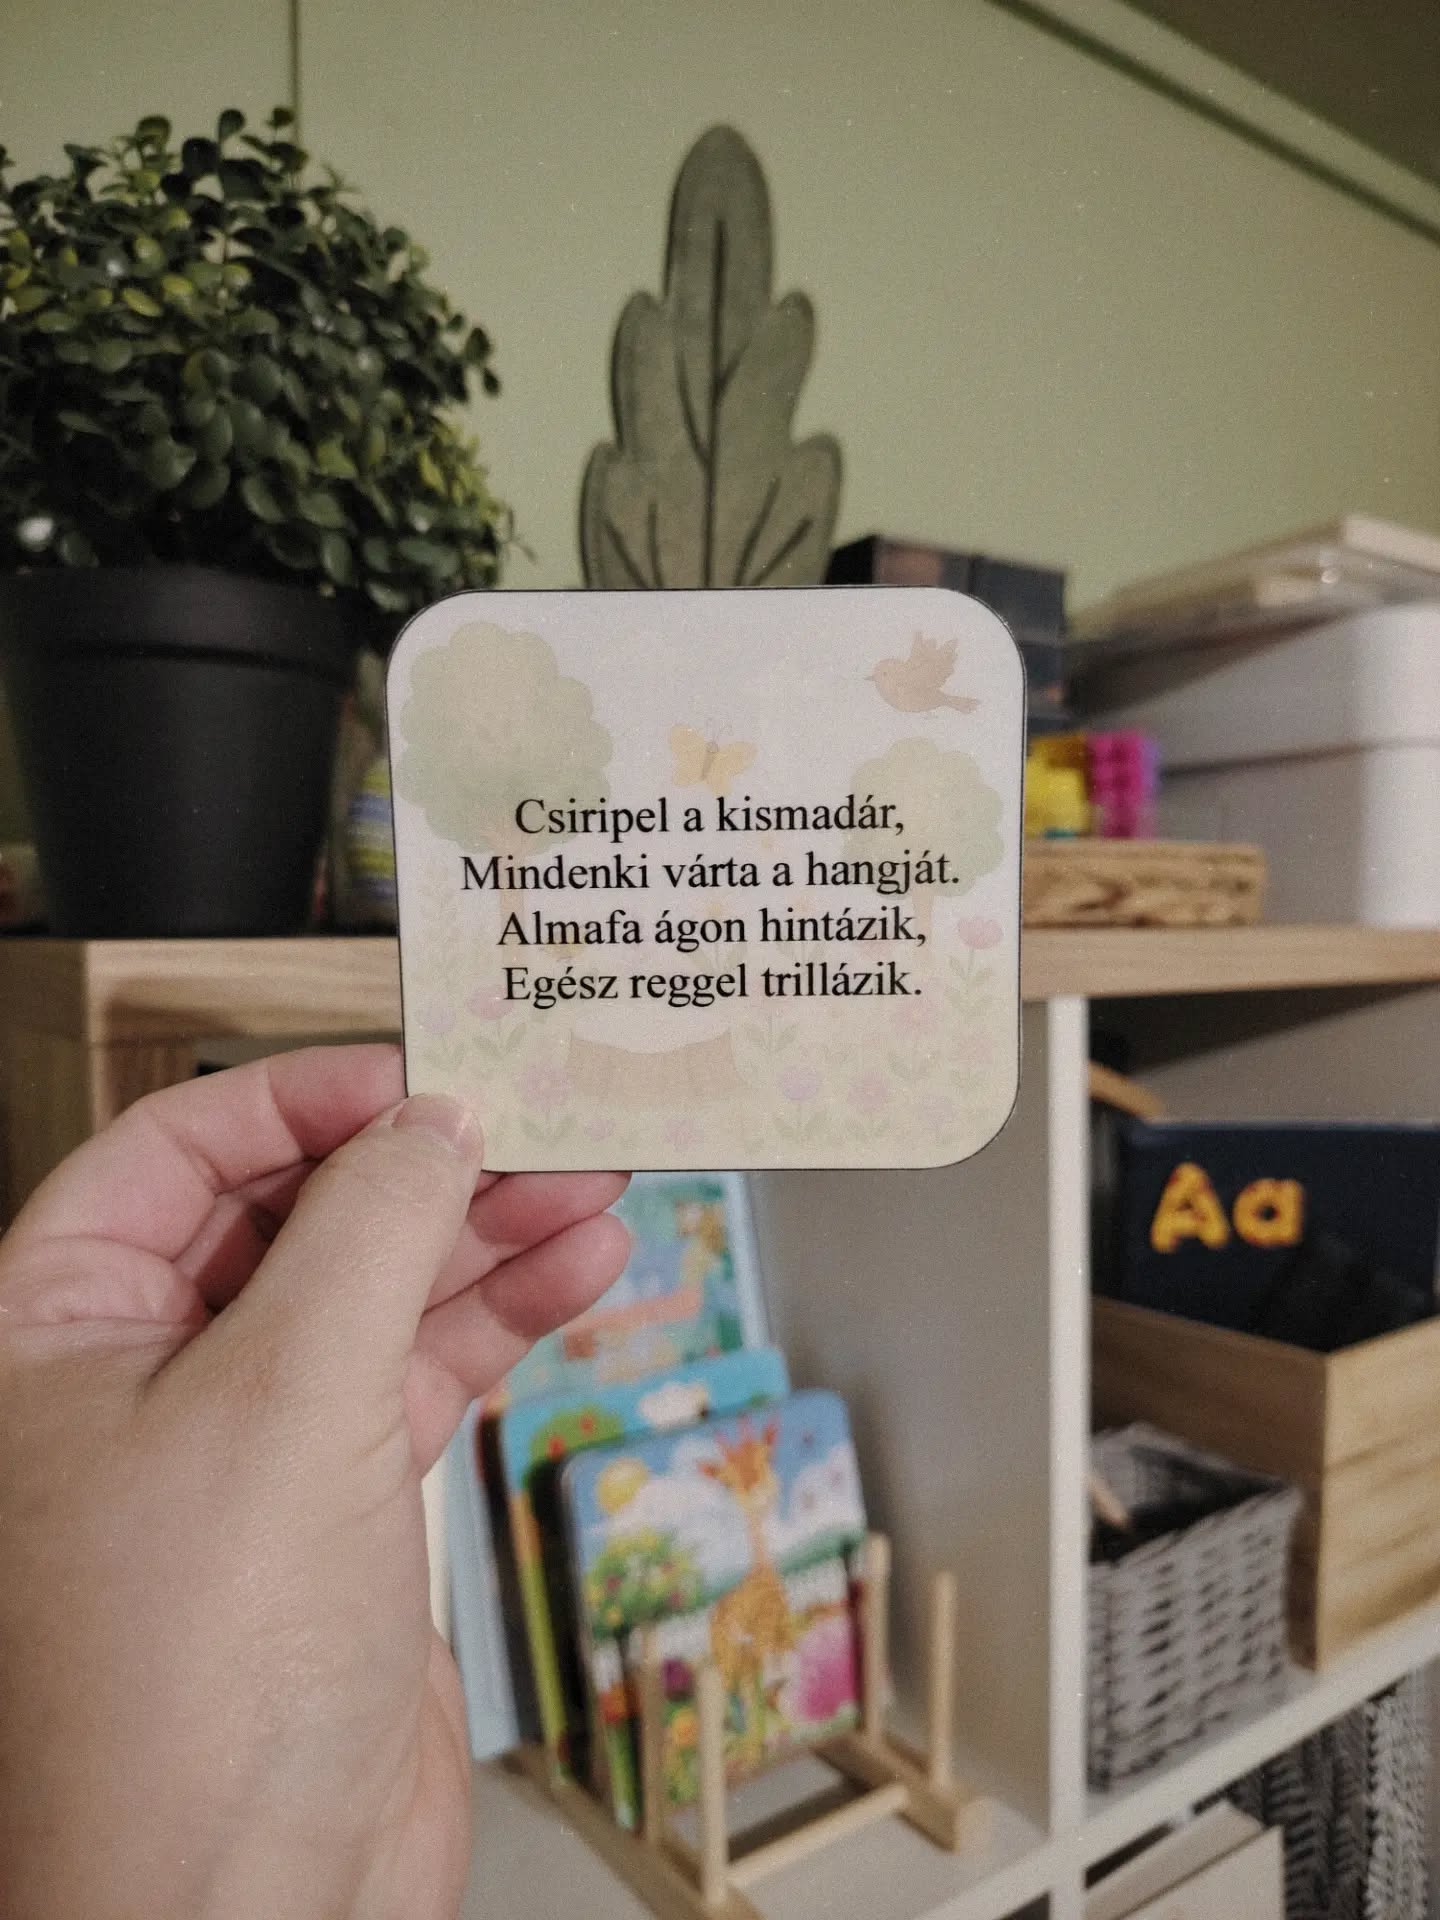 Csiripel a kismadár,
Mindenki várta a hangját.
Almafa ágon hintázik,
Egész reggel trillázik.
Aa